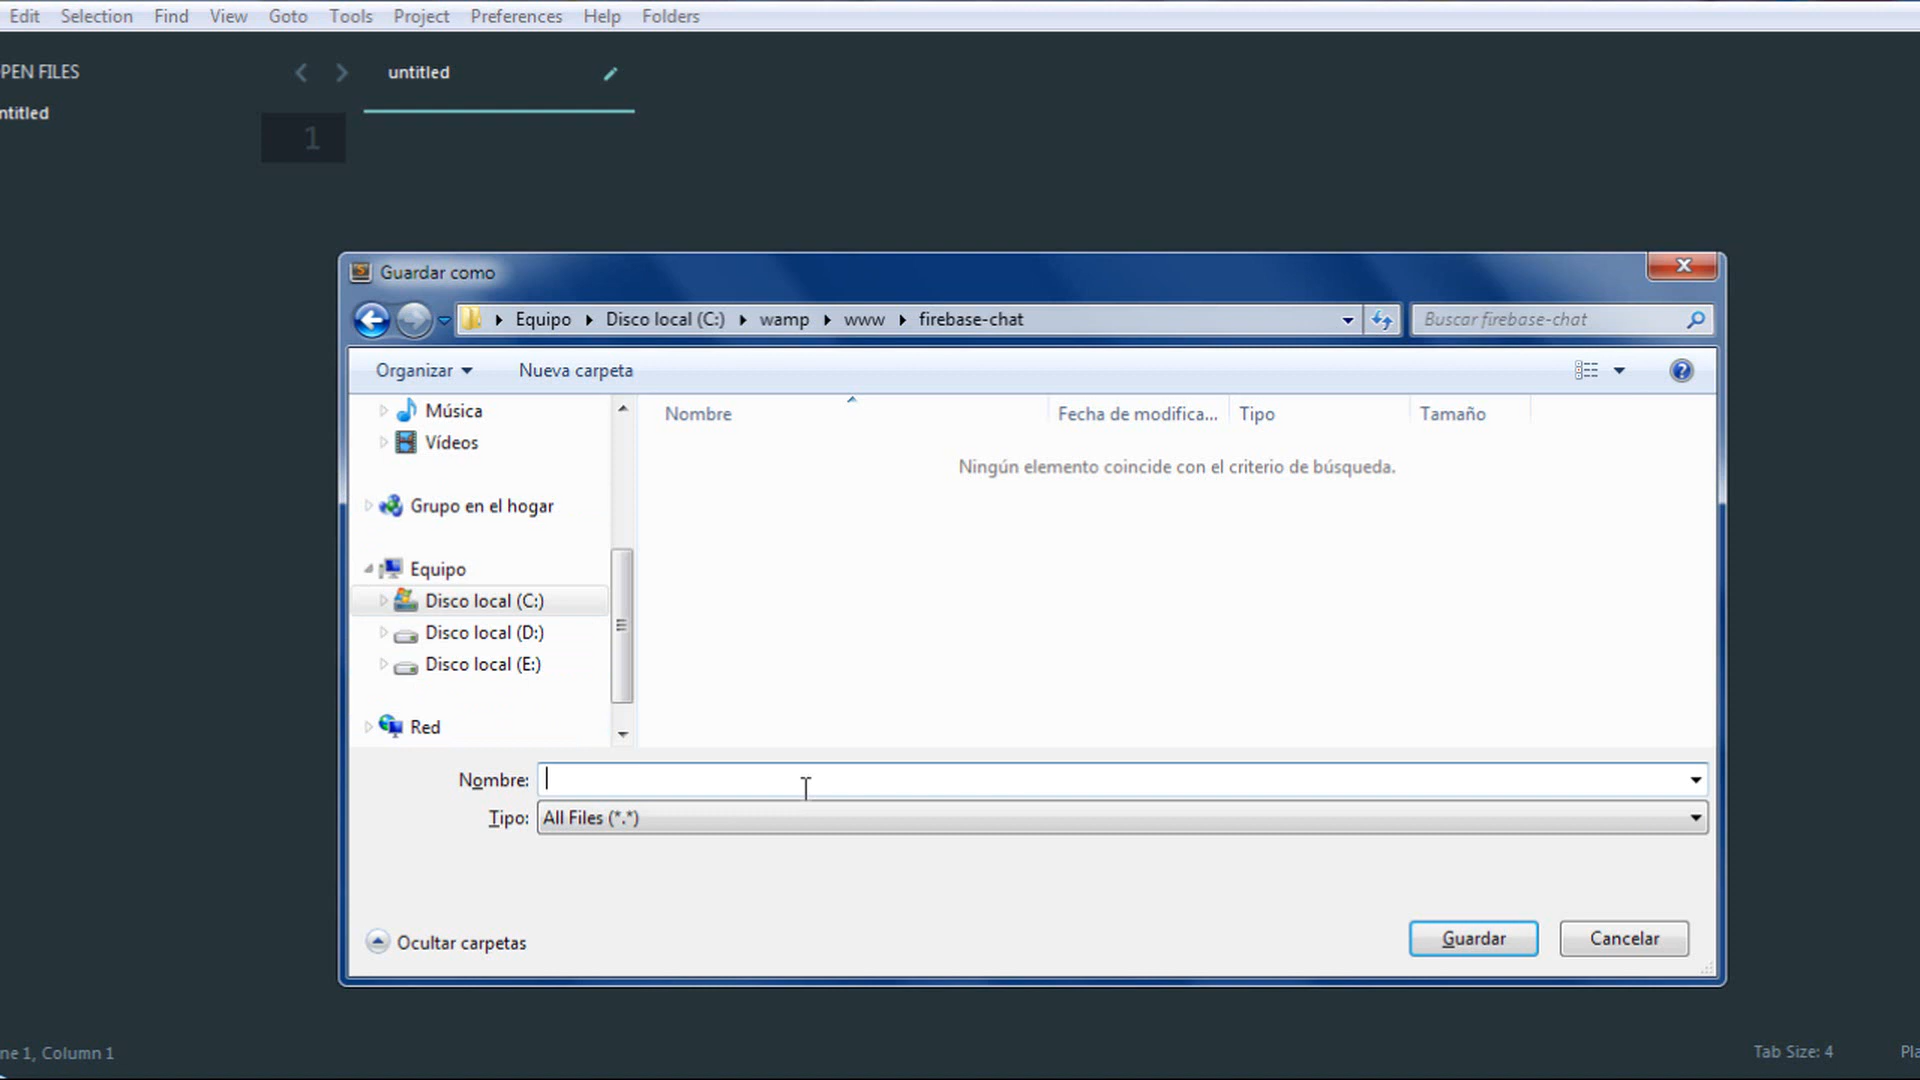 Edit Selection Find View Goto Tools Project Preferences Help Folders
PEN FILES
untitled
ntitled
1
Guardar como
Equipo Disco local (C:) wamp www firebase-chat
Buscar firebase-chat
Organizar Nueva carpeta
Música
Vídeos
Grupo en el hogar
Equipo
Disco local (C:)
Disco local (D:)
Disco local (E:)
Red
Nombre Fecha de modifica... Tipo Tamaño
Ningún elemento coincide con el criterio de búsqueda.
Nombre:
Tipo: All Files (*.*)
Ocultar carpetas
Guardar Cancelar
ne 1, Column 1
Tab Size: 4
Pla